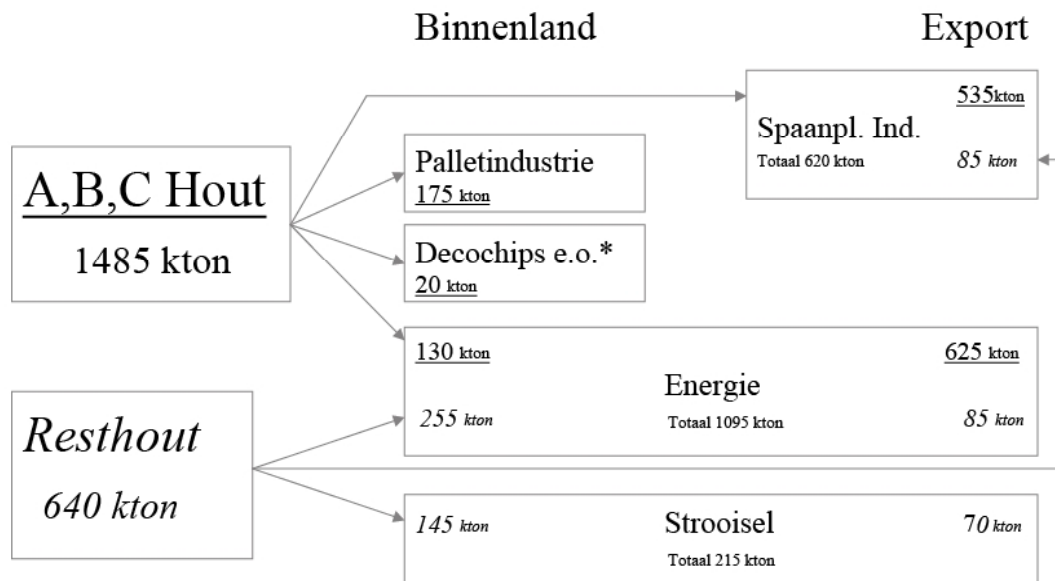 Binnenland
Export
A,B,C Hout
1485 kton
535 kton
Spaanpl. Ind.
Totaal 620 kton
85 kton
Palletindustrie
175 kton
Decochips e.o.*
20 kton
130 kton
625 kton
Energie
255 kton
Totaal 1095 kton
85 kton
Resthout
640 kton
145 kton
Strooisel
70 kton
Totaal 215 kton